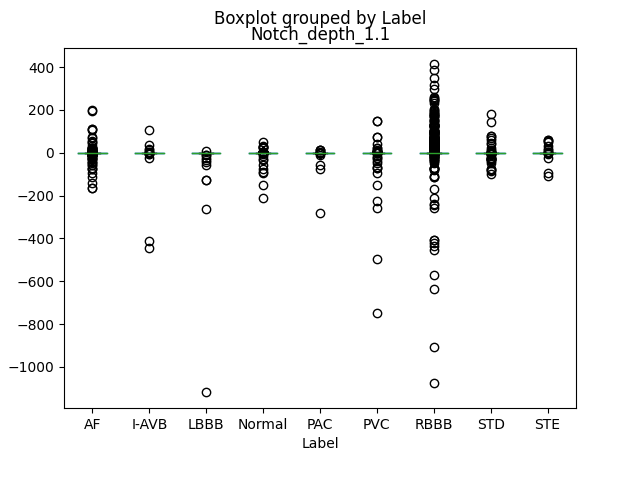 Boxplot grouped by Label
Notch_depth_1.1
400
200
0
−200
−400
−600
−800
−1000
AF I-AVB LBBB Normal PAC PVC RBBB STD STE
Label